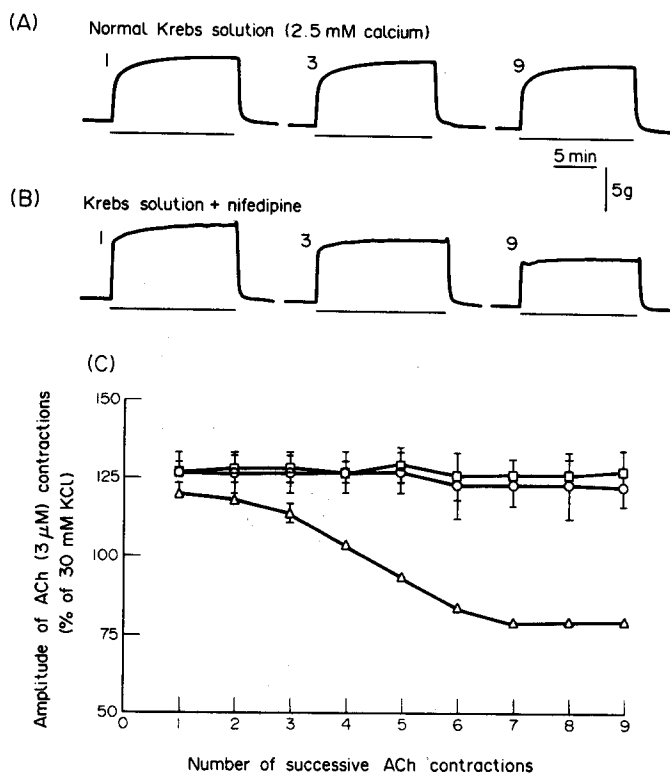 (A)
Normal Krebs solution (2.5 mM calcium)
1
3
9
5 min
5g
(B)
Krebs solution + nifedipine
1
3
9
(C)
150
125
100
75
50
Amplitude of ACh (3 μM) contractions
(% of 30 mM KCl)
0 1 2 3 4 5 6 7 8 9
Number of successive ACh contractions